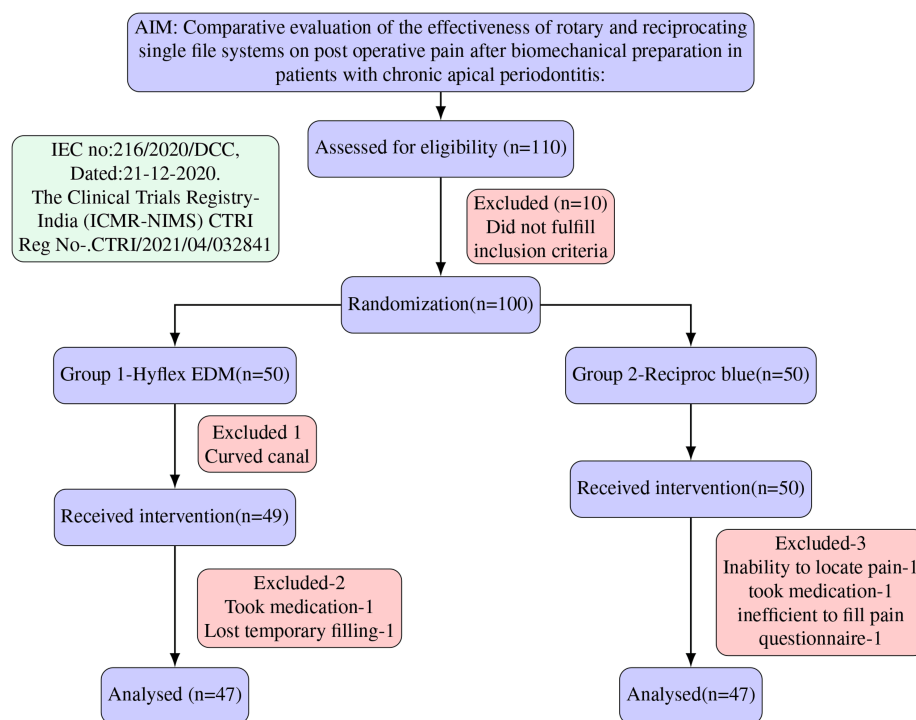 AIM: Comparative evaluation of the effectiveness of rotary and reciprocating
single file systems on post operative pain after biomechanical preparation in
patients with chronic apical periodontitis:
Assessed for eligibility (n=110)
IEC no:216/2020/DCC,
Dated:21-12-2020.
The Clinical Trials Registry-
India (ICMR-NIMS) CTRI
Reg No-.CTRI/2021/04/032841
Excluded (n=10)
Did not fulfill
inclusion criteria
Randomization(n=100)
Group 1-Hyflex EDM(n=50)
Group 2-Reciproc blue(n=50)
Excluded 1
Curved canal
Received intervention(n=49)
Received intervention(n=50)
Excluded-2
Took medication-1
Lost temporary filling-1
Excluded-3
Inability to locate pain-1
took medication-1
inefficient to fill pain
questionnaire-1
Analysed (n=47)
Analysed(n=47)